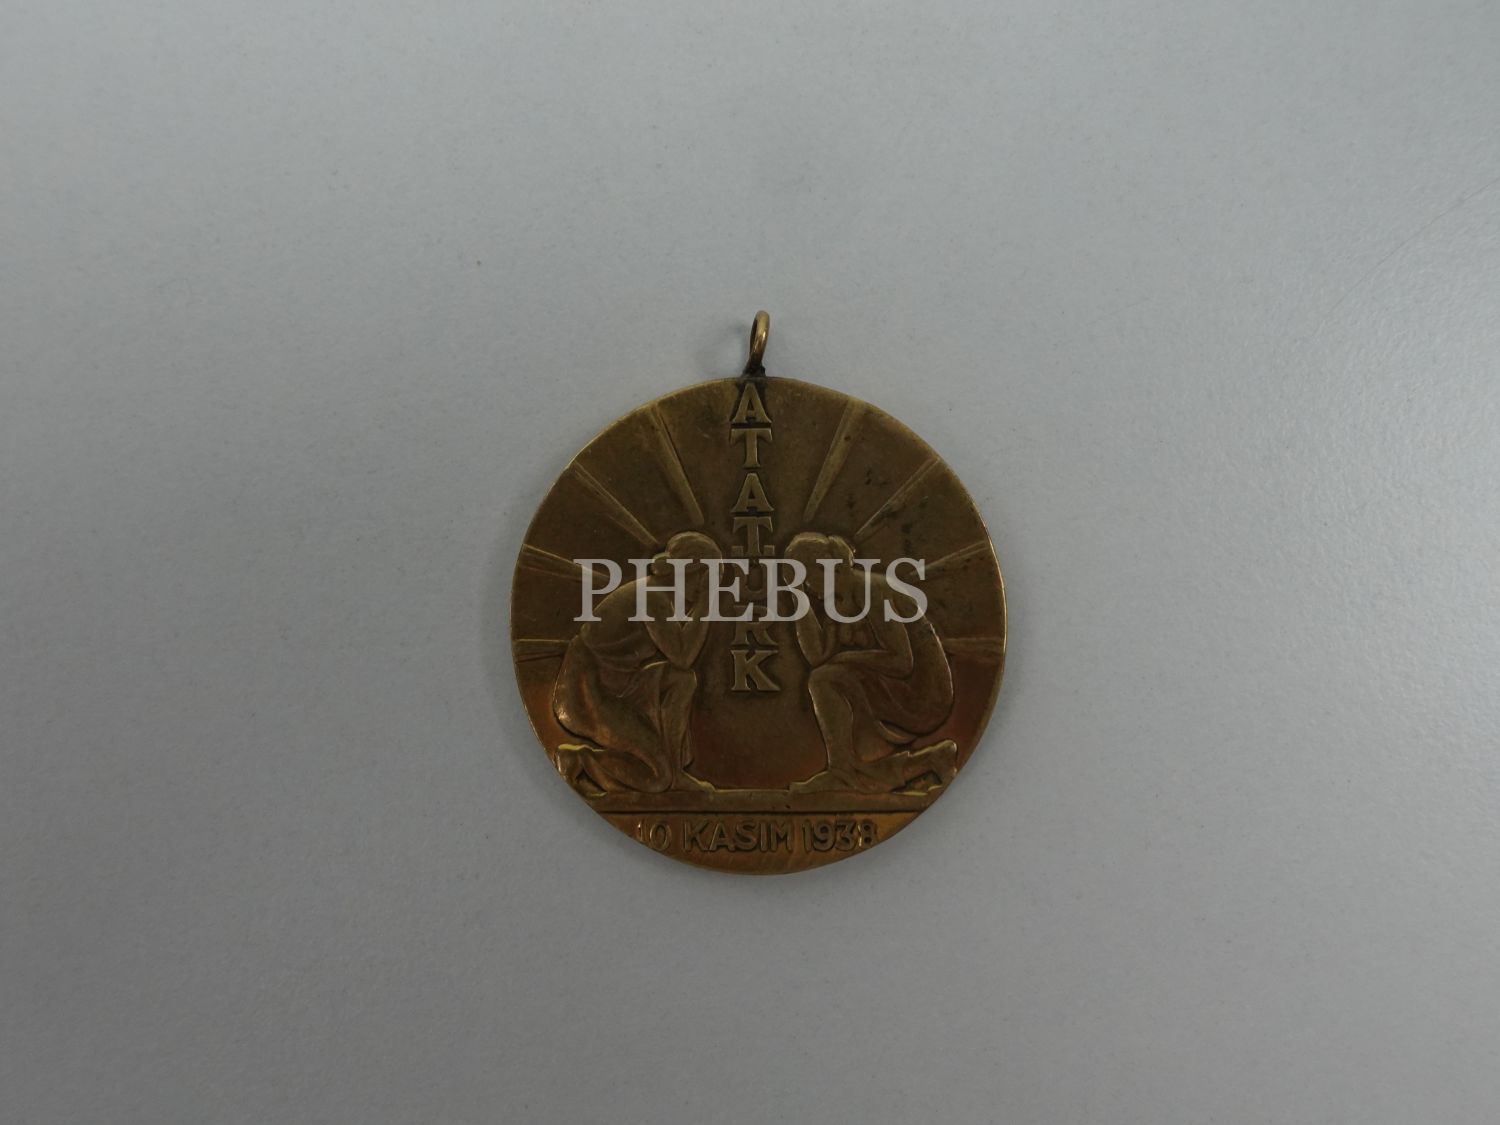 ATATÜRK
PHEBUS
10 KASIM 1938